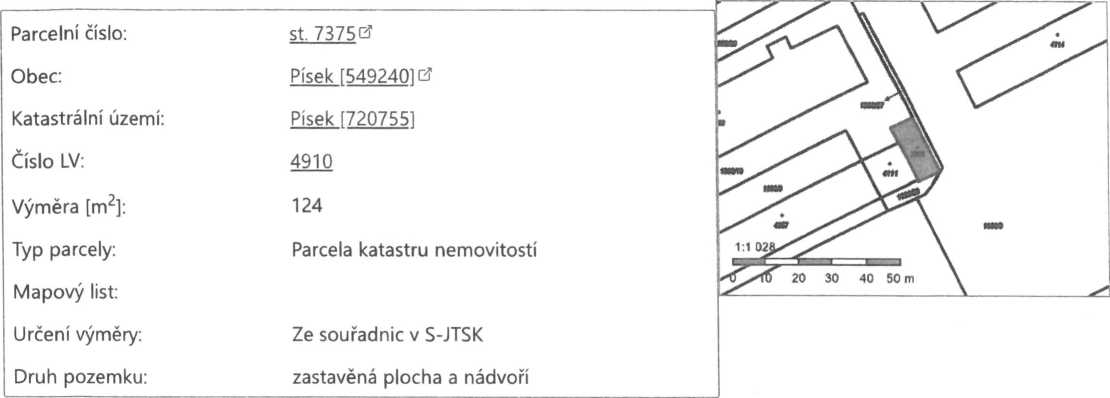 Parcelní číslo: st. 7375
Obec: Písek [549240]
Katastrální území: Písek [720755]
Číslo LV: 4910
Výměra [m²]: 124
Typ parcely: Parcela katastru nemovitostí
Mapový list:
Určení výměry: Ze souřadnic v S-JTSK
Druh pozemku: zastavěná plocha a nádvoří
1:1 028
0 10 20 30 40 50 m